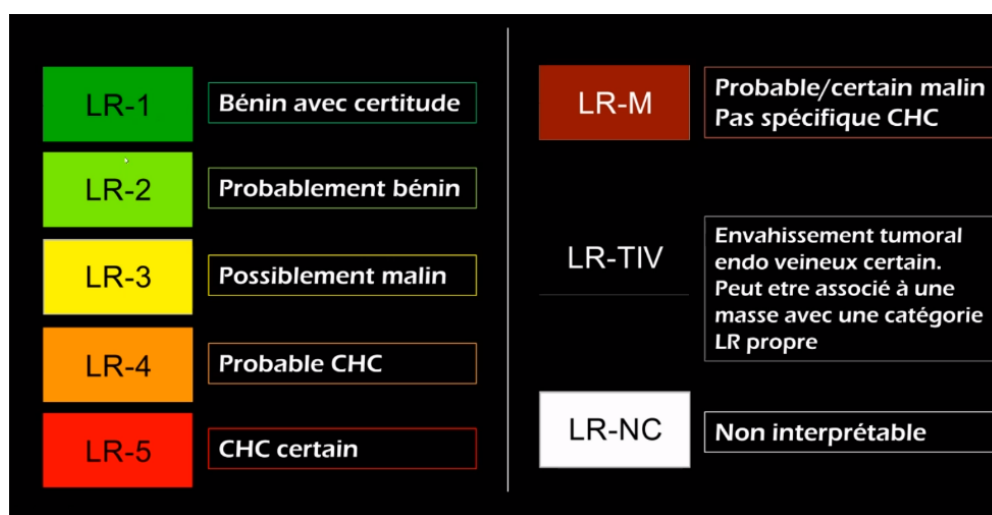 LR-1
Bénin avec certitude
LR-2
Probablement bénin
LR-3
Possiblement malin
LR-4
Probable CHC
LR-5
CHC certain
LR-M
Probable/certain malin
Pas spécifique CHC
LR-TIV
Envahissement tumoral
endo veineux certain.
Peut etre associé à une
masse avec une catégorie
LR propre
LR-NC
Non interprétable